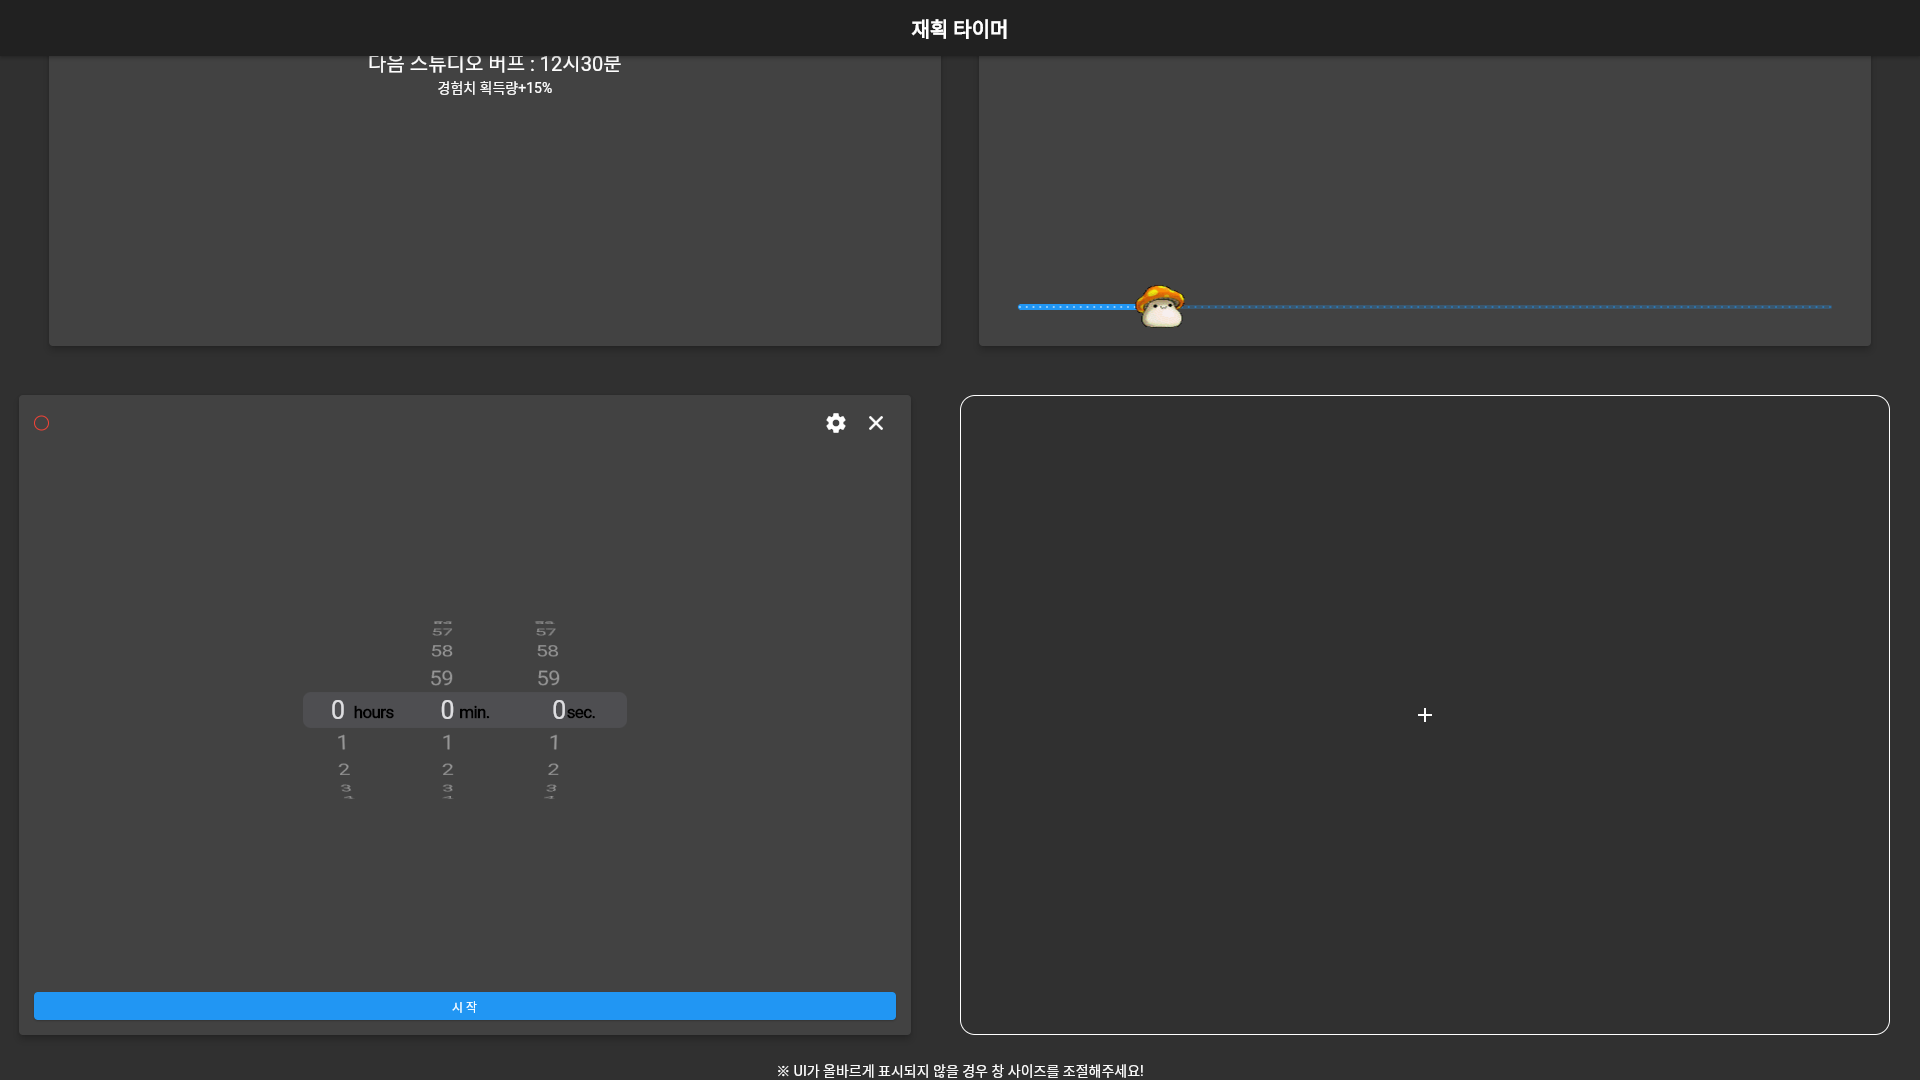 재획 타이머
다음 스튜디오 버프 : 12시30분
경험치 획득량+15%
57 57
58 58
59 59
0 hours 0 min. 0 sec.
1 1 1
2 2 2
3 3 3
4 4 4
시작
※ UI가 올바르게 표시되지 않을 경우 창 사이즈를 조절해주세요!